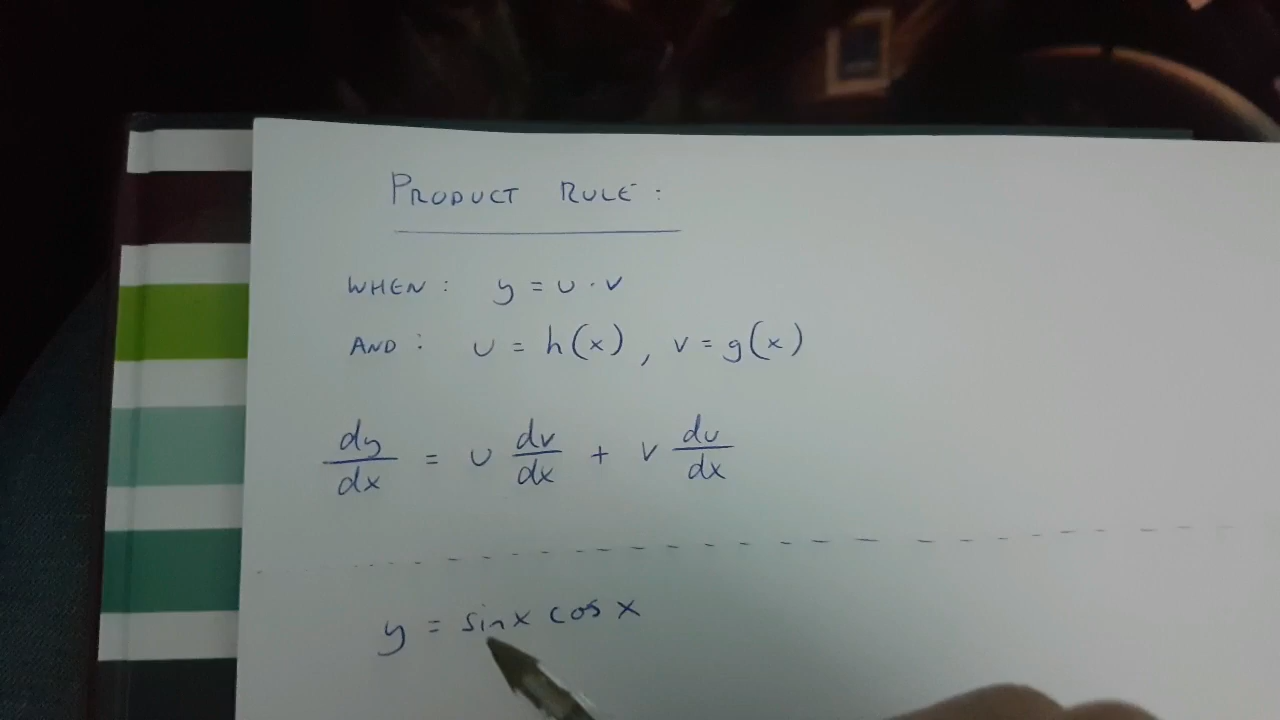 PRODUCT RULE:
WHEN: y = u · v
AND: u = h(x), v = g(x)
dy/dx = u dv/dx + v du/dx
y = sinx cos x